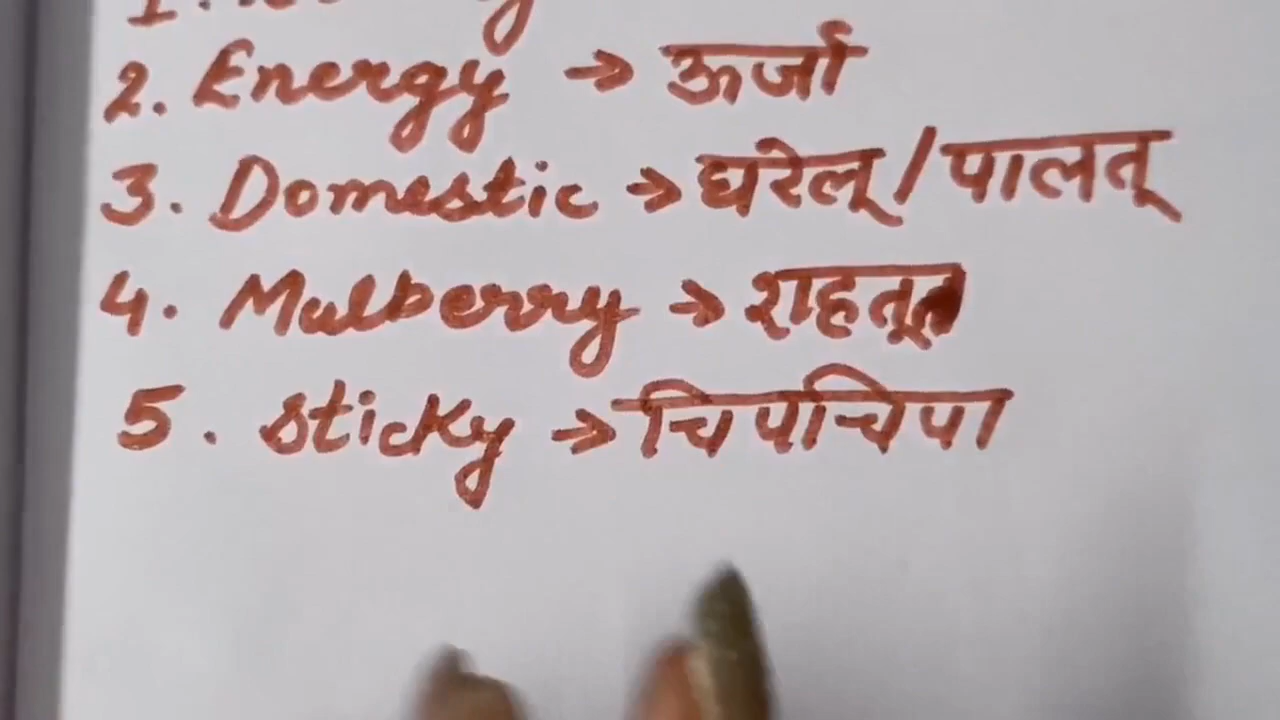 2. Energy → ऊर्जा
3. Domestic → घरेलू / पालतू
4. Mulberry → शहतूत
5. Sticky → चिपचिपा